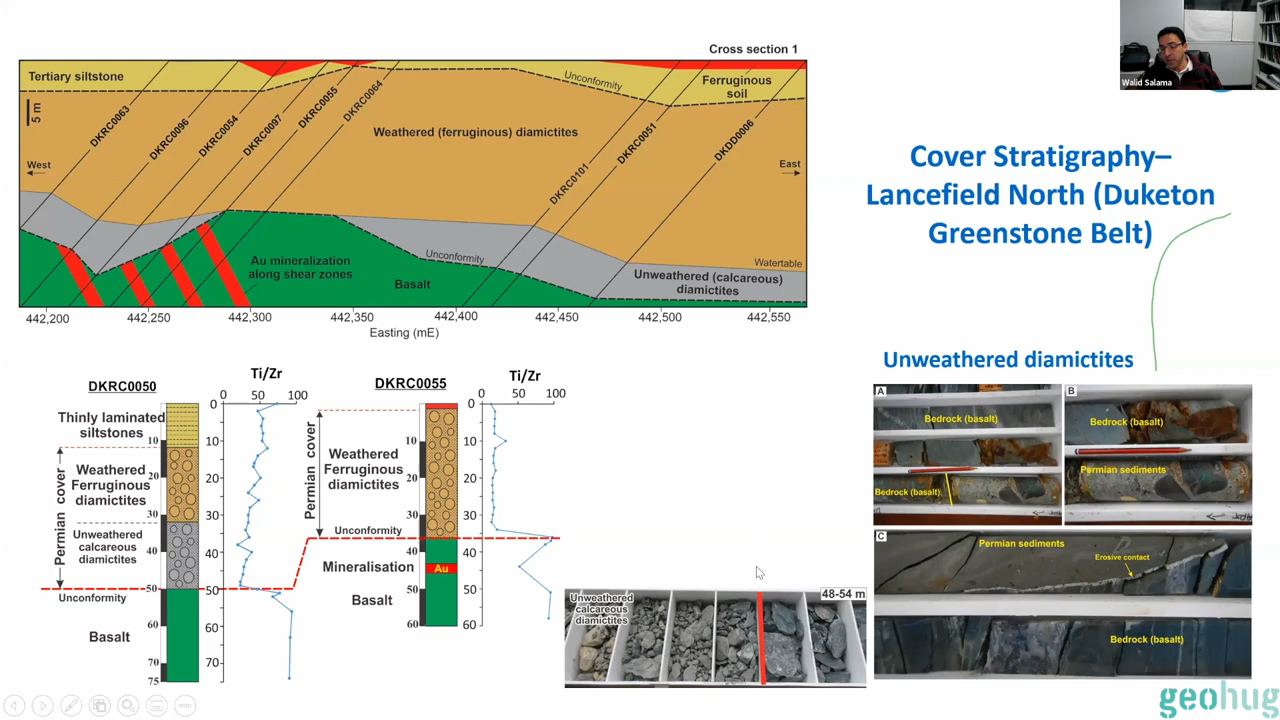 Cross section 1
Tertiary siltstone
Unconformity
Ferruginous
soil
5 m
DKRC0063
DKRC0096
DKRC0054
DKRC0097
DKRC0055
DKRC0064
Weathered (ferruginous) diamictites
DKRC0101
DKRC0051
DKDD0006
West
East
Au mineralization
along shear zones
Unconformity
Basalt
Watertable
Unweathered (calcareous)
diamictites
442,200
442,250
442,300
442,350
442,400
442,450
442,500
442,550
Easting (mE)
Walid Salama
Cover Stratigraphy–
Lancefield North (Duketon
Greenstone Belt)
DKRC0050
Ti/Zr
0 50 100
Thinly laminated
siltstones
Permian cover
Weathered
Ferruginous
diamictites
Unweathered
calcareous
diamictites
Unconformity
Basalt
10
20
30
40
50
60
70
75
0
10
20
30
40
50
60
70
DKRC0055
Ti/Zr
0 50 100
Permian cover
Weathered
Ferruginous
diamictites
Unconformity
Mineralisation
Au
Basalt
10
20
30
40
50
60
0
10
20
30
40
50
60
Unweathered
calcareous
diamictites
48-54 m
Unweathered diamictites
A
Bedrock (basalt)
Bedrock (basalt)
B
Bedrock (basalt)
Permian sediments
C
Permian sediments
Erosive contact
Bedrock (basalt)
geohug